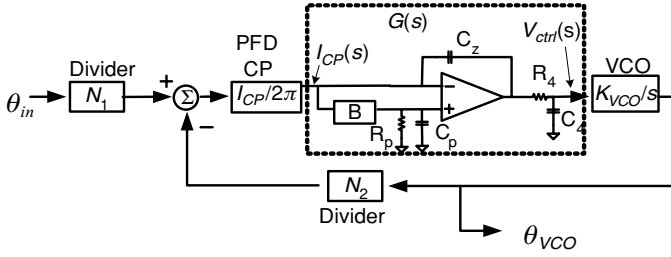 G(s)
PFD
CP
I_CP(s)
C_z
V_ctrl(s)
Divider
R_4
VCO
θ_in
N_1
+
Σ
−
I_CP/2π
B
−
+
K_VCO/s
R_p
C_p
C_4
N_2
Divider
θ_VCO